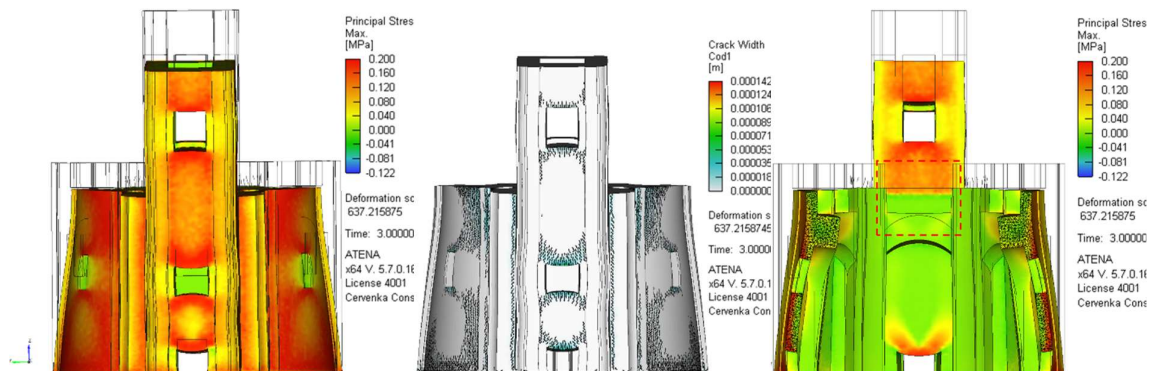 Principal Stres
Max.
[MPa]
0.200
0.160
0.120
0.080
0.040
0.000
-0.041
-0.081
-0.122
Deformation sc
637.215875
Time: 3.00000
ATENA
x64 V. 5.7.0.16
License 4001
Cervenka Cons
Crack Width
Cod1
[m]
0.000142
0.000124
0.000106
0.000089
0.000071
0.000053
0.000035
0.000018
0.000000
Deformation s
637.2158745
Time: 3.0000
ATENA
x64 V. 5.7.0.1
License 4001
Cervenka Con
Principal Stres
Max.
[MPa]
0.200
0.160
0.120
0.080
0.040
0.000
-0.041
-0.081
-0.122
Deformation sc
637.215875
Time: 3.00000
ATENA
x64 V. 5.7.0.16
License 4001
Cervenka Cons